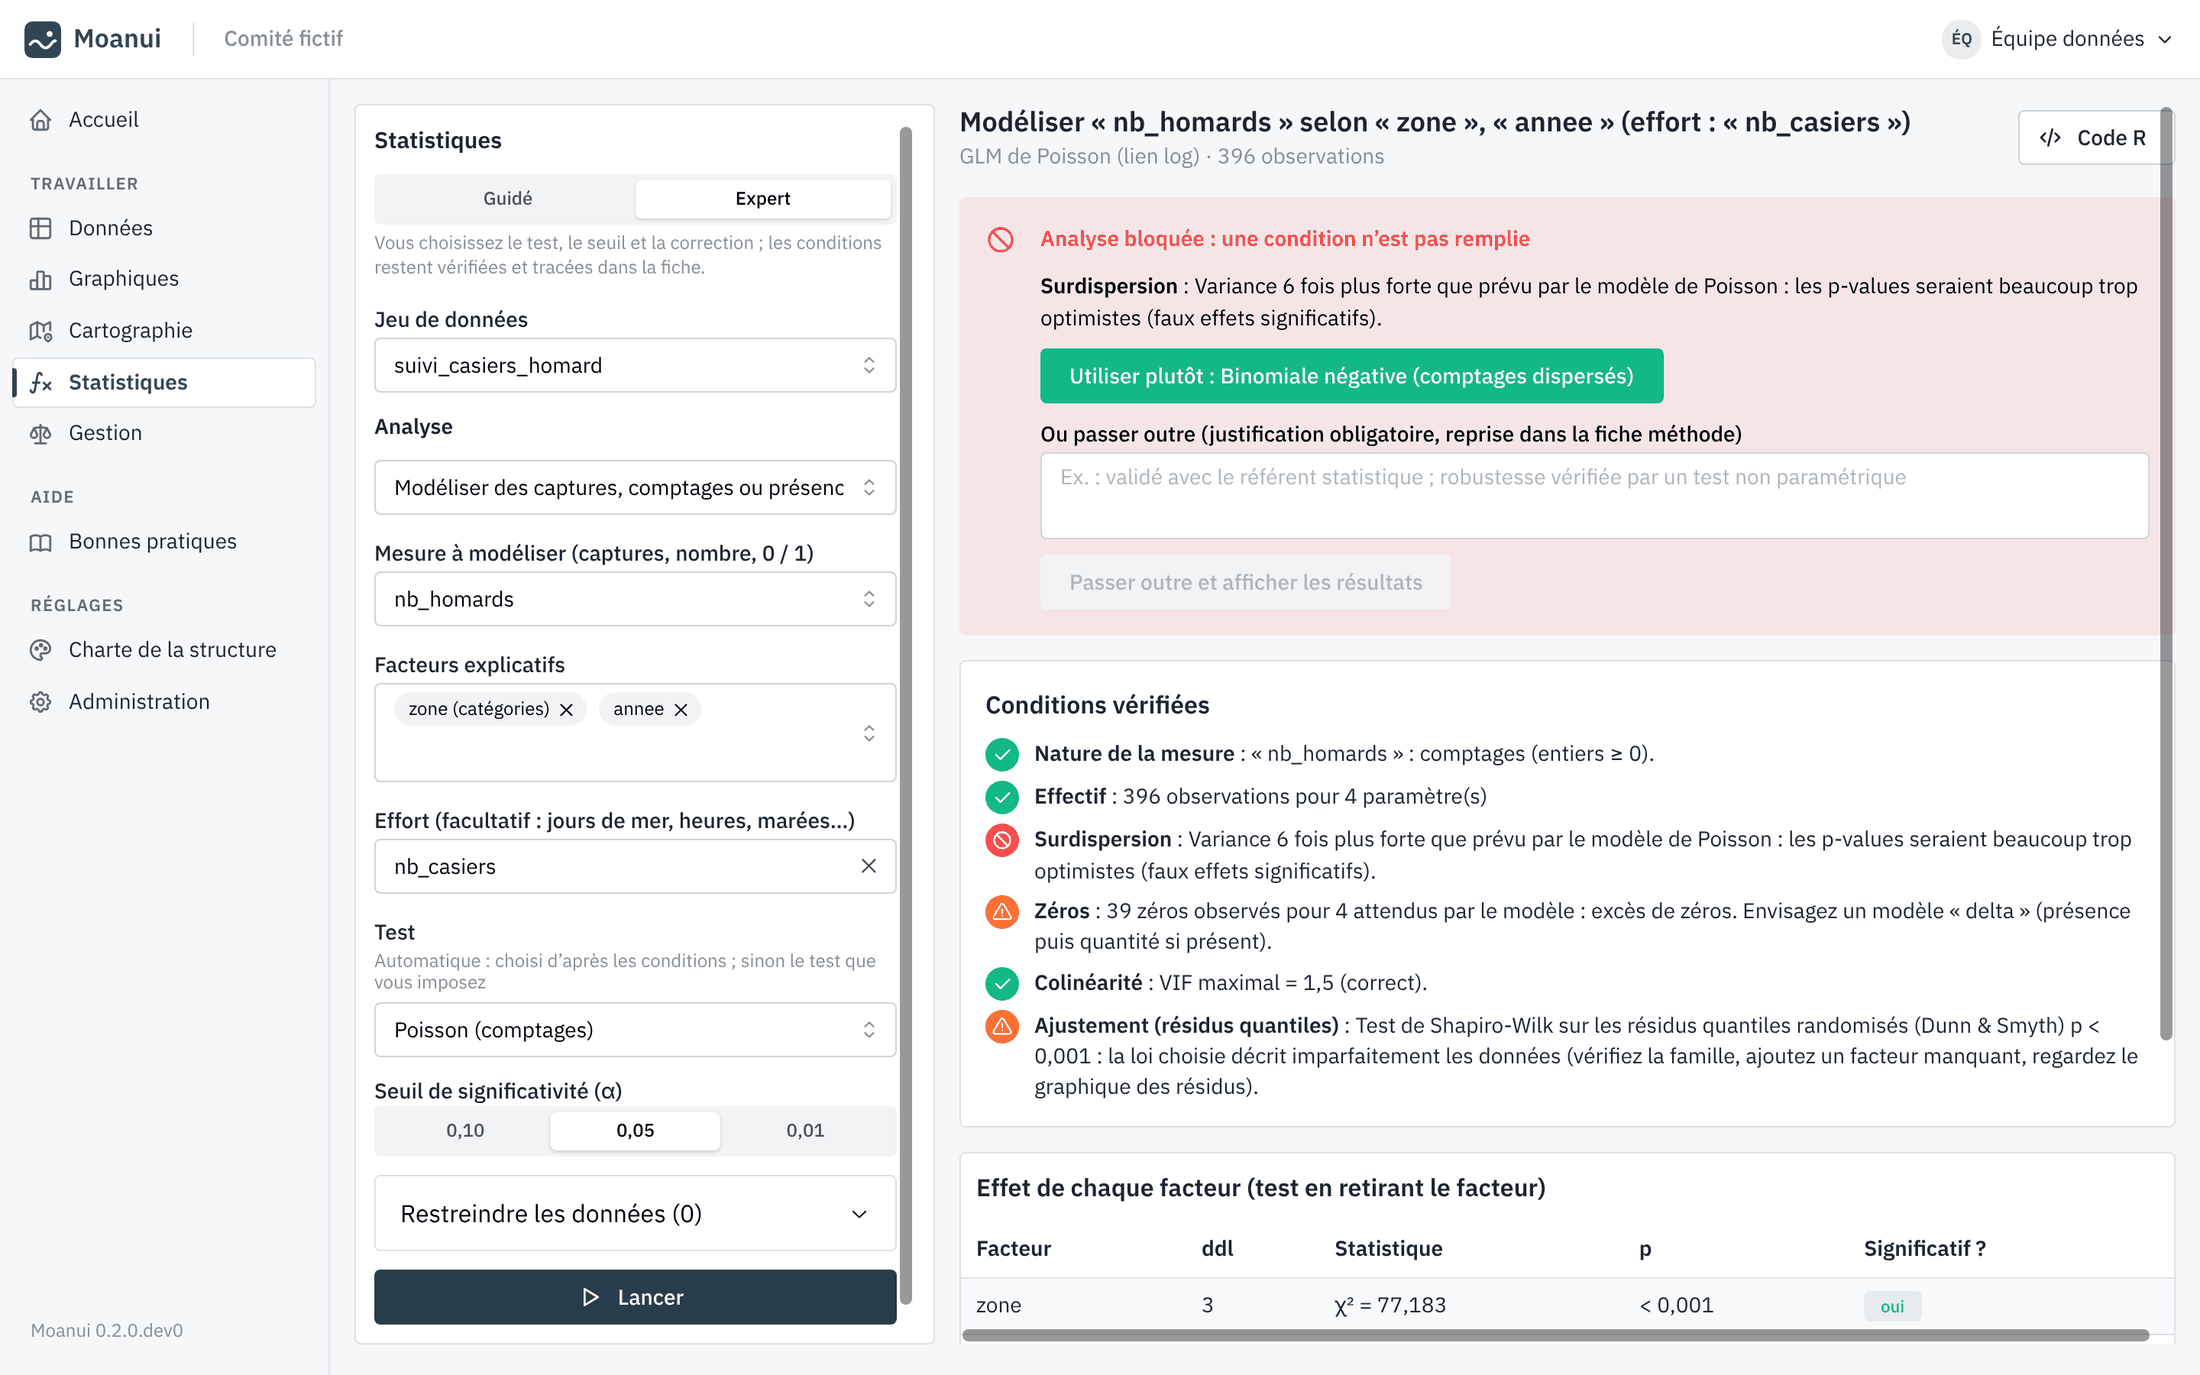 Moanui
Comité fictif
ÉQ
Équipe données
Accueil
TRAVAILLER
Données
Graphiques
Cartographie
Statistiques
Gestion
AIDE
Bonnes pratiques
RÉGLAGES
Charte de la structure
Administration
Moanui 0.2.0.dev0
Statistiques
Guidé
Expert
Vous choisissez le test, le seuil et la correction ; les conditions
restent vérifiées et tracées dans la fiche.
Jeu de données
suivi_casiers_homard
Analyse
Modéliser des captures, comptages ou présenc
Mesure à modéliser (captures, nombre, 0 / 1)
nb_homards
Facteurs explicatifs
zone (catégories)
annee
Effort (facultatif : jours de mer, heures, marées...)
nb_casiers
Test
Automatique : choisi d’après les conditions ; sinon le test que
vous imposez
Poisson (comptages)
Seuil de significativité (α)
0,10
0,05
0,01
Restreindre les données (0)
Lancer
Modéliser « nb_homards » selon « zone », « annee » (effort : « nb_casiers »)
GLM de Poisson (lien log) · 396 observations
Code R
Analyse bloquée : une condition n’est pas remplie
Surdispersion : Variance 6 fois plus forte que prévu par le modèle de Poisson : les p-values seraient beaucoup trop
optimistes (faux effets significatifs).
Utiliser plutôt : Binomiale négative (comptages dispersés)
Ou passer outre (justification obligatoire, reprise dans la fiche méthode)
Ex. : validé avec le référent statistique ; robustesse vérifiée par un test non paramétrique
Passer outre et afficher les résultats
Conditions vérifiées
Nature de la mesure : « nb_homards » : comptages (entiers ≥ 0).
Effectif : 396 observations pour 4 paramètre(s)
Surdispersion : Variance 6 fois plus forte que prévu par le modèle de Poisson : les p-values seraient beaucoup trop
optimistes (faux effets significatifs).
Zéros : 39 zéros observés pour 4 attendus par le modèle : excès de zéros. Envisagez un modèle « delta » (présence
puis quantité si présent).
Colinéarité : VIF maximal = 1,5 (correct).
Ajustement (résidus quantiles) : Test de Shapiro-Wilk sur les résidus quantiles randomisés (Dunn & Smyth) p <
0,001 : la loi choisie décrit imparfaitement les données (vérifiez la famille, ajoutez un facteur manquant, regardez le
graphique des résidus).
Effet de chaque facteur (test en retirant le facteur)
Facteur ddl Statistique p Significatif ?
zone 3 χ² = 77,183 < 0,001 oui